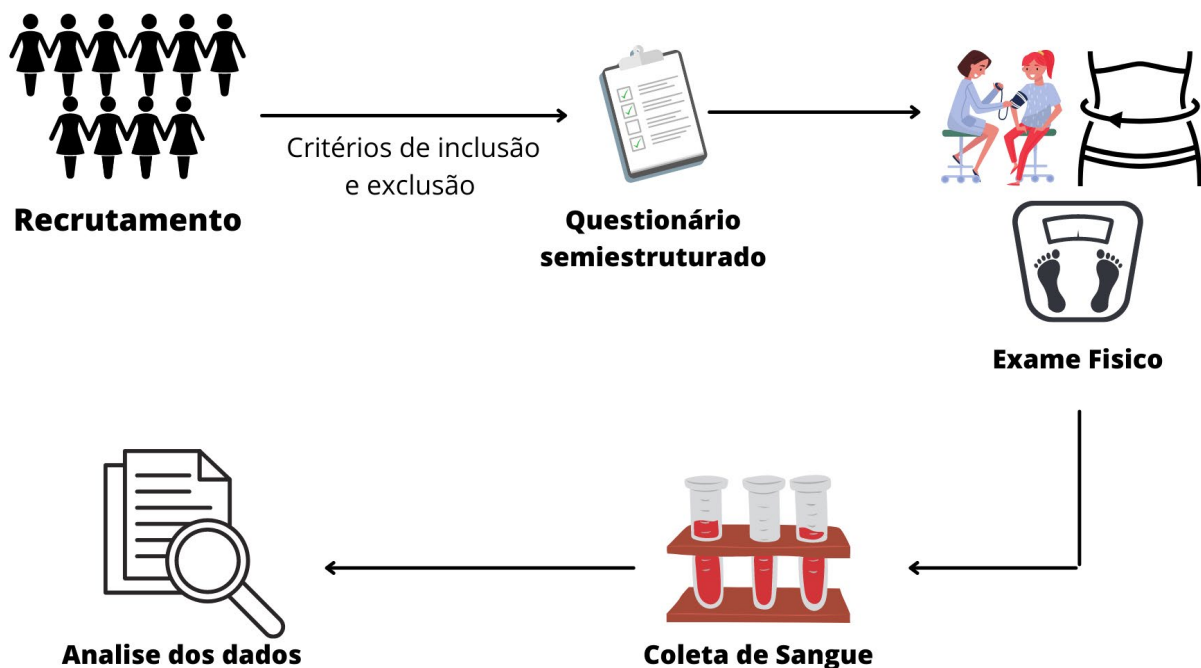 Recrutamento
Critérios de inclusão
e exclusão
Questionário
semiestruturado
Exame Fisico
Coleta de Sangue
Analise dos dados